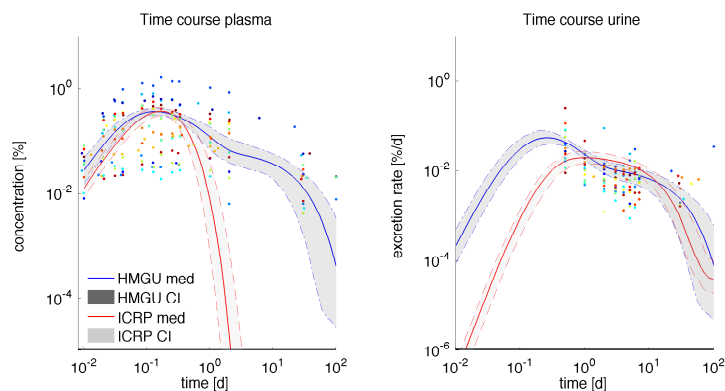 Time course plasma
concentration [%]
10^0
10^-2
10^-4
HMGU med
HMGU CI
ICRP med
ICRP CI
10^-2
10^-1
10^0
10^1
10^2
time [d]
Time course urine
excretion rate [%/d]
10^0
10^-2
10^-4
10^-6
10^-2
10^-1
10^0
10^1
10^2
time [d]